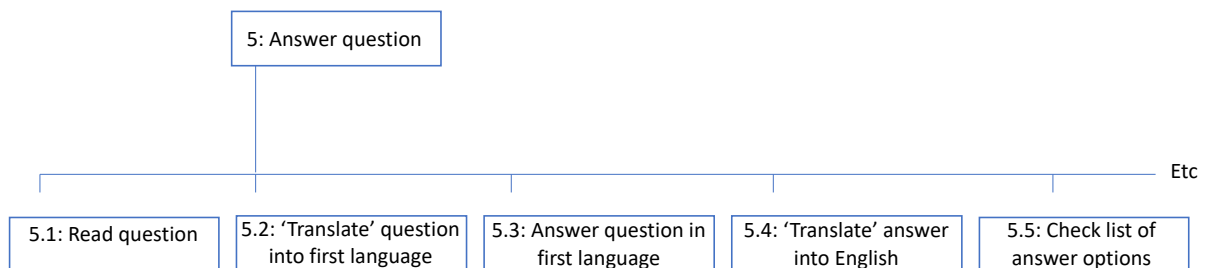 5: Answer question
Etc
5.1: Read question
5.2: ‘Translate’ question
into first language
5.3: Answer question in
first language
5.4: ‘Translate’ answer
into English
5.5: Check list of
answer options